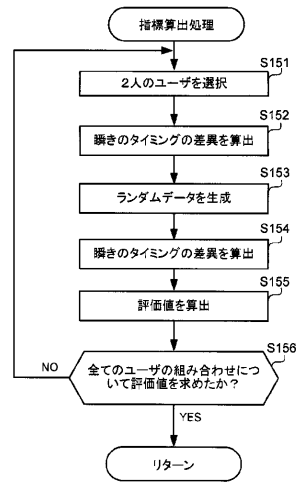 指標算出処理
S151
2人のユーザを選択
S152
瞬きのタイミングの差異を算出
S153
ランダムデータを生成
S154
瞬きのタイミングの差異を算出
S155
評価値を算出
S156
全てのユーザの組み合わせにつ
いて評価値を求めたか?
NO
YES
リターン